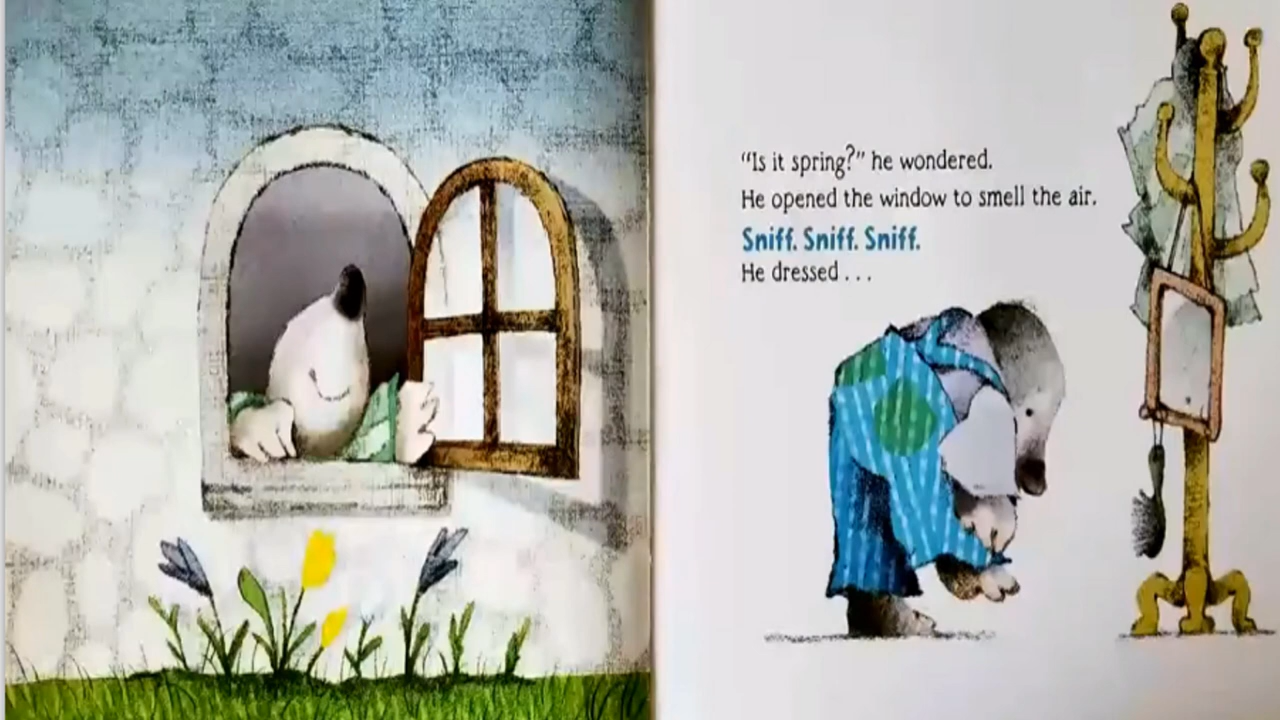 “Is it spring?” he wondered.
He opened the window to smell the air.
Sniff. Sniff. Sniff.
He dressed . . .